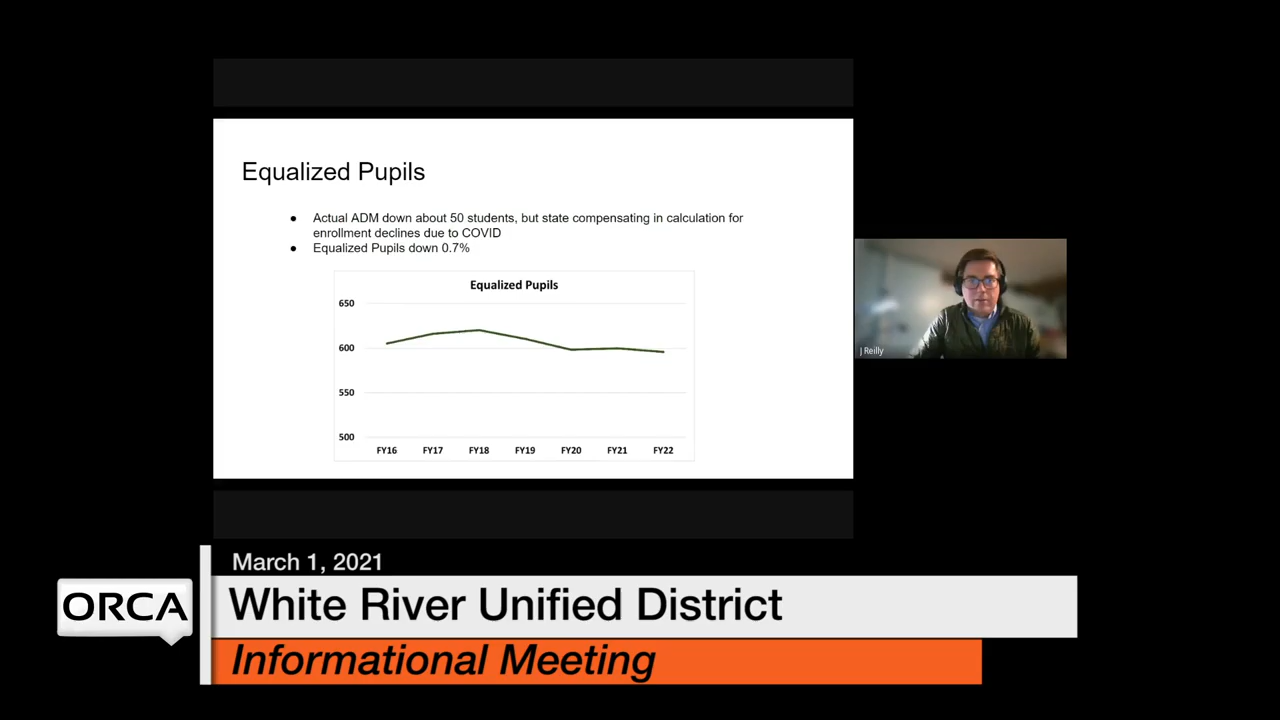 Equalized Pupils
● Actual ADM down about 50 students, but state compensating in calculation for
enrollment declines due to COVID
● Equalized Pupils down 0.7%
Equalized Pupils
650
600
550
500
FY16 FY17 FY18 FY19 FY20 FY21 FY22
J Reilly
March 1, 2021
ORCA
White River Unified District
Informational Meeting